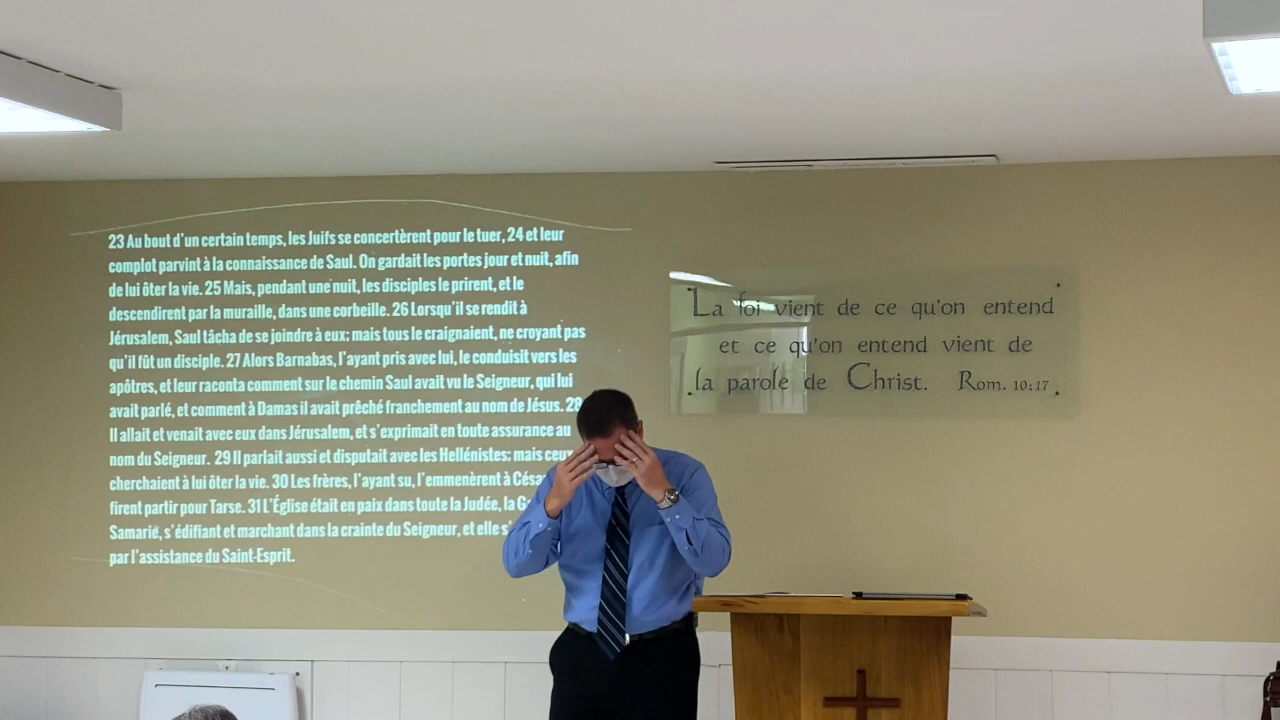 23 Au bout d'un certain temps, les Juifs se concertèrent pour le tuer, 24 et leur
complot parvint à la connaissance de Saul. On gardait les portes jour et nuit, afin
de lui ôter la vie. 25 Mais, pendant une nuit, les disciples le prirent, et le
descendirent par la muraille, dans une corbeille. 26 Lorsqu'il se rendit à
Jérusalem, Saul tâcha de se joindre à eux; mais tous le craignaient, ne croyant pas
qu'il fût un disciple. 27 Alors Barnabas, l'ayant pris avec lui, le conduisit vers les
apôtres, et leur raconta comment sur le chemin Saul avait vu le Seigneur, qui lui
avait parlé, et comment à Damas il avait prêché franchement au nom de Jésus. 28
Il allait et venait avec eux dans Jérusalem, et s'exprimait en toute assurance au
nom du Seigneur. 29 Il parlait aussi et disputait avec les Hellénistes; mais ceux
cherchaient à lui ôter la vie. 30 Les frères, l'ayant su, l'emmenèrent à
firent partir pour Tarse. 31 L'Église était en paix dans toute la Judée, la
Samarie, s'édifiant et marchant dans la crainte du Seigneur, et elle
par l'assistance du Saint-Esprit.
La foi vient de ce qu'on entend
et ce qu'on entend vient de
la parole de Christ. Rom. 10:17